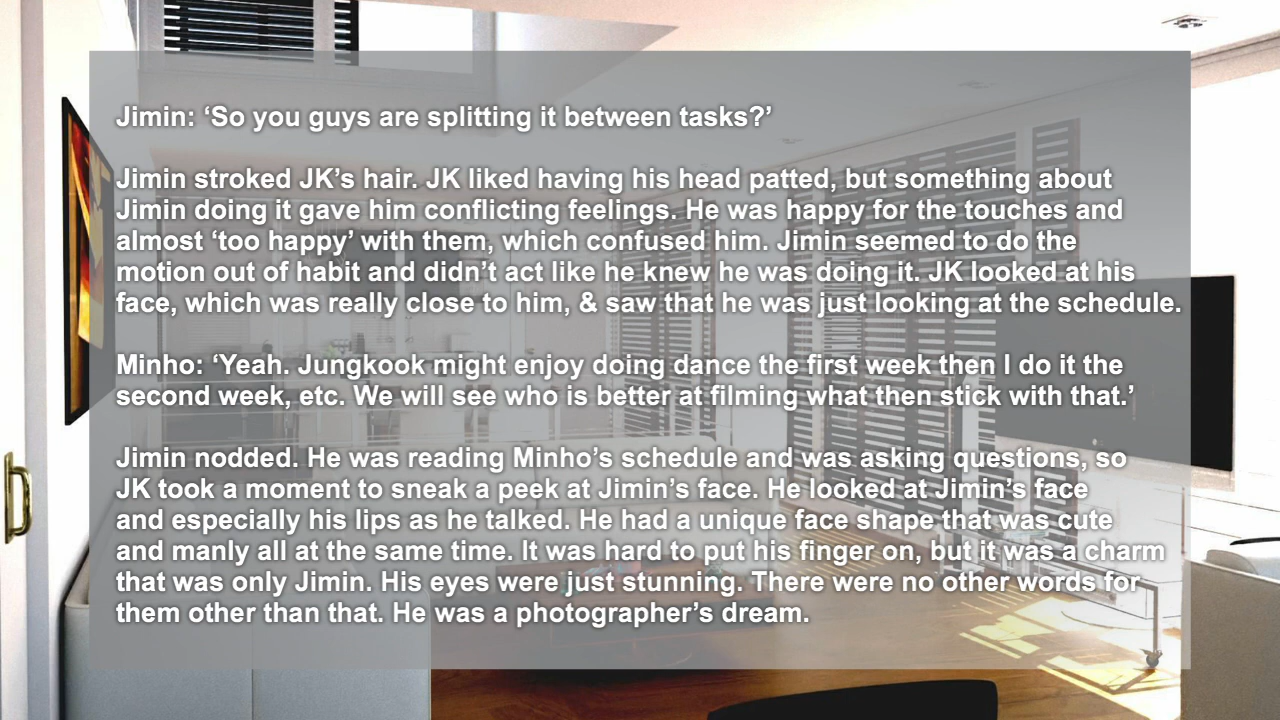 Jimin: ‘So you guys are splitting it between tasks?’
Jimin stroked JK’s hair. JK liked having his head patted, but something about
Jimin doing it gave him conflicting feelings. He was happy for the touches and
almost ‘too happy’ with them, which confused him. Jimin seemed to do the
motion out of habit and didn’t act like he knew he was doing it. JK looked at his
face, which was really close to him, & saw that he was just looking at the schedule.
Minho: ‘Yeah. Jungkook might enjoy doing dance the first week then I do it the
second week, etc. We will see who is better at filming what then stick with that.’
Jimin nodded. He was reading Minho’s schedule and was asking questions, so
JK took a moment to sneak a peek at Jimin’s face. He looked at Jimin’s face
and especially his lips as he talked. He had a unique face shape that was cute
and manly all at the same time. It was hard to put his finger on, but it was a charm
that was only Jimin. His eyes were just stunning. There were no other words for
them other than that. He was a photographer’s dream.